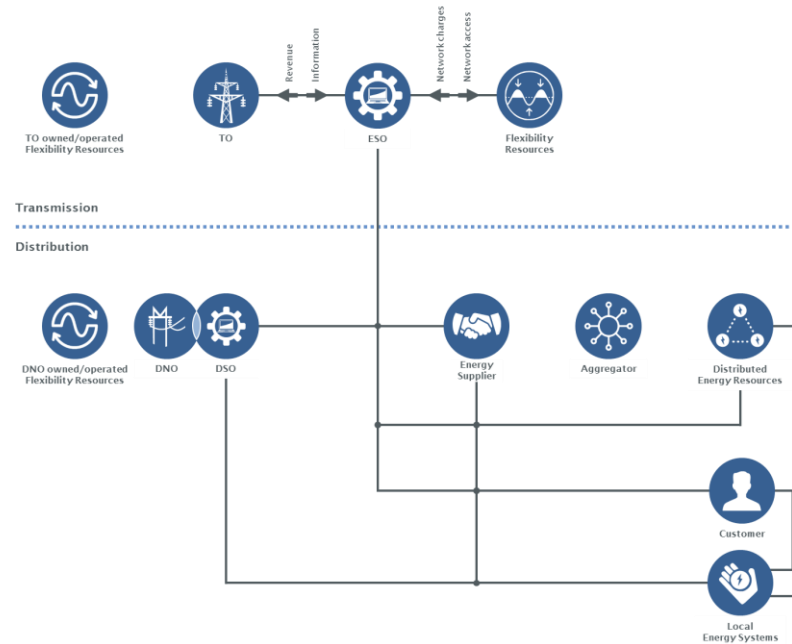 Revenue
Information
Network charges
Network access
TO owned/operated
Flexibility Resources
TO
ESO
Flexibility
Resources
Transmission
Distribution
DNO owned/operated
Flexibility Resources
DNO
DSO
Energy
Supplier
Aggregator
Distributed
Energy Resources
Customer
Local
Energy Systems